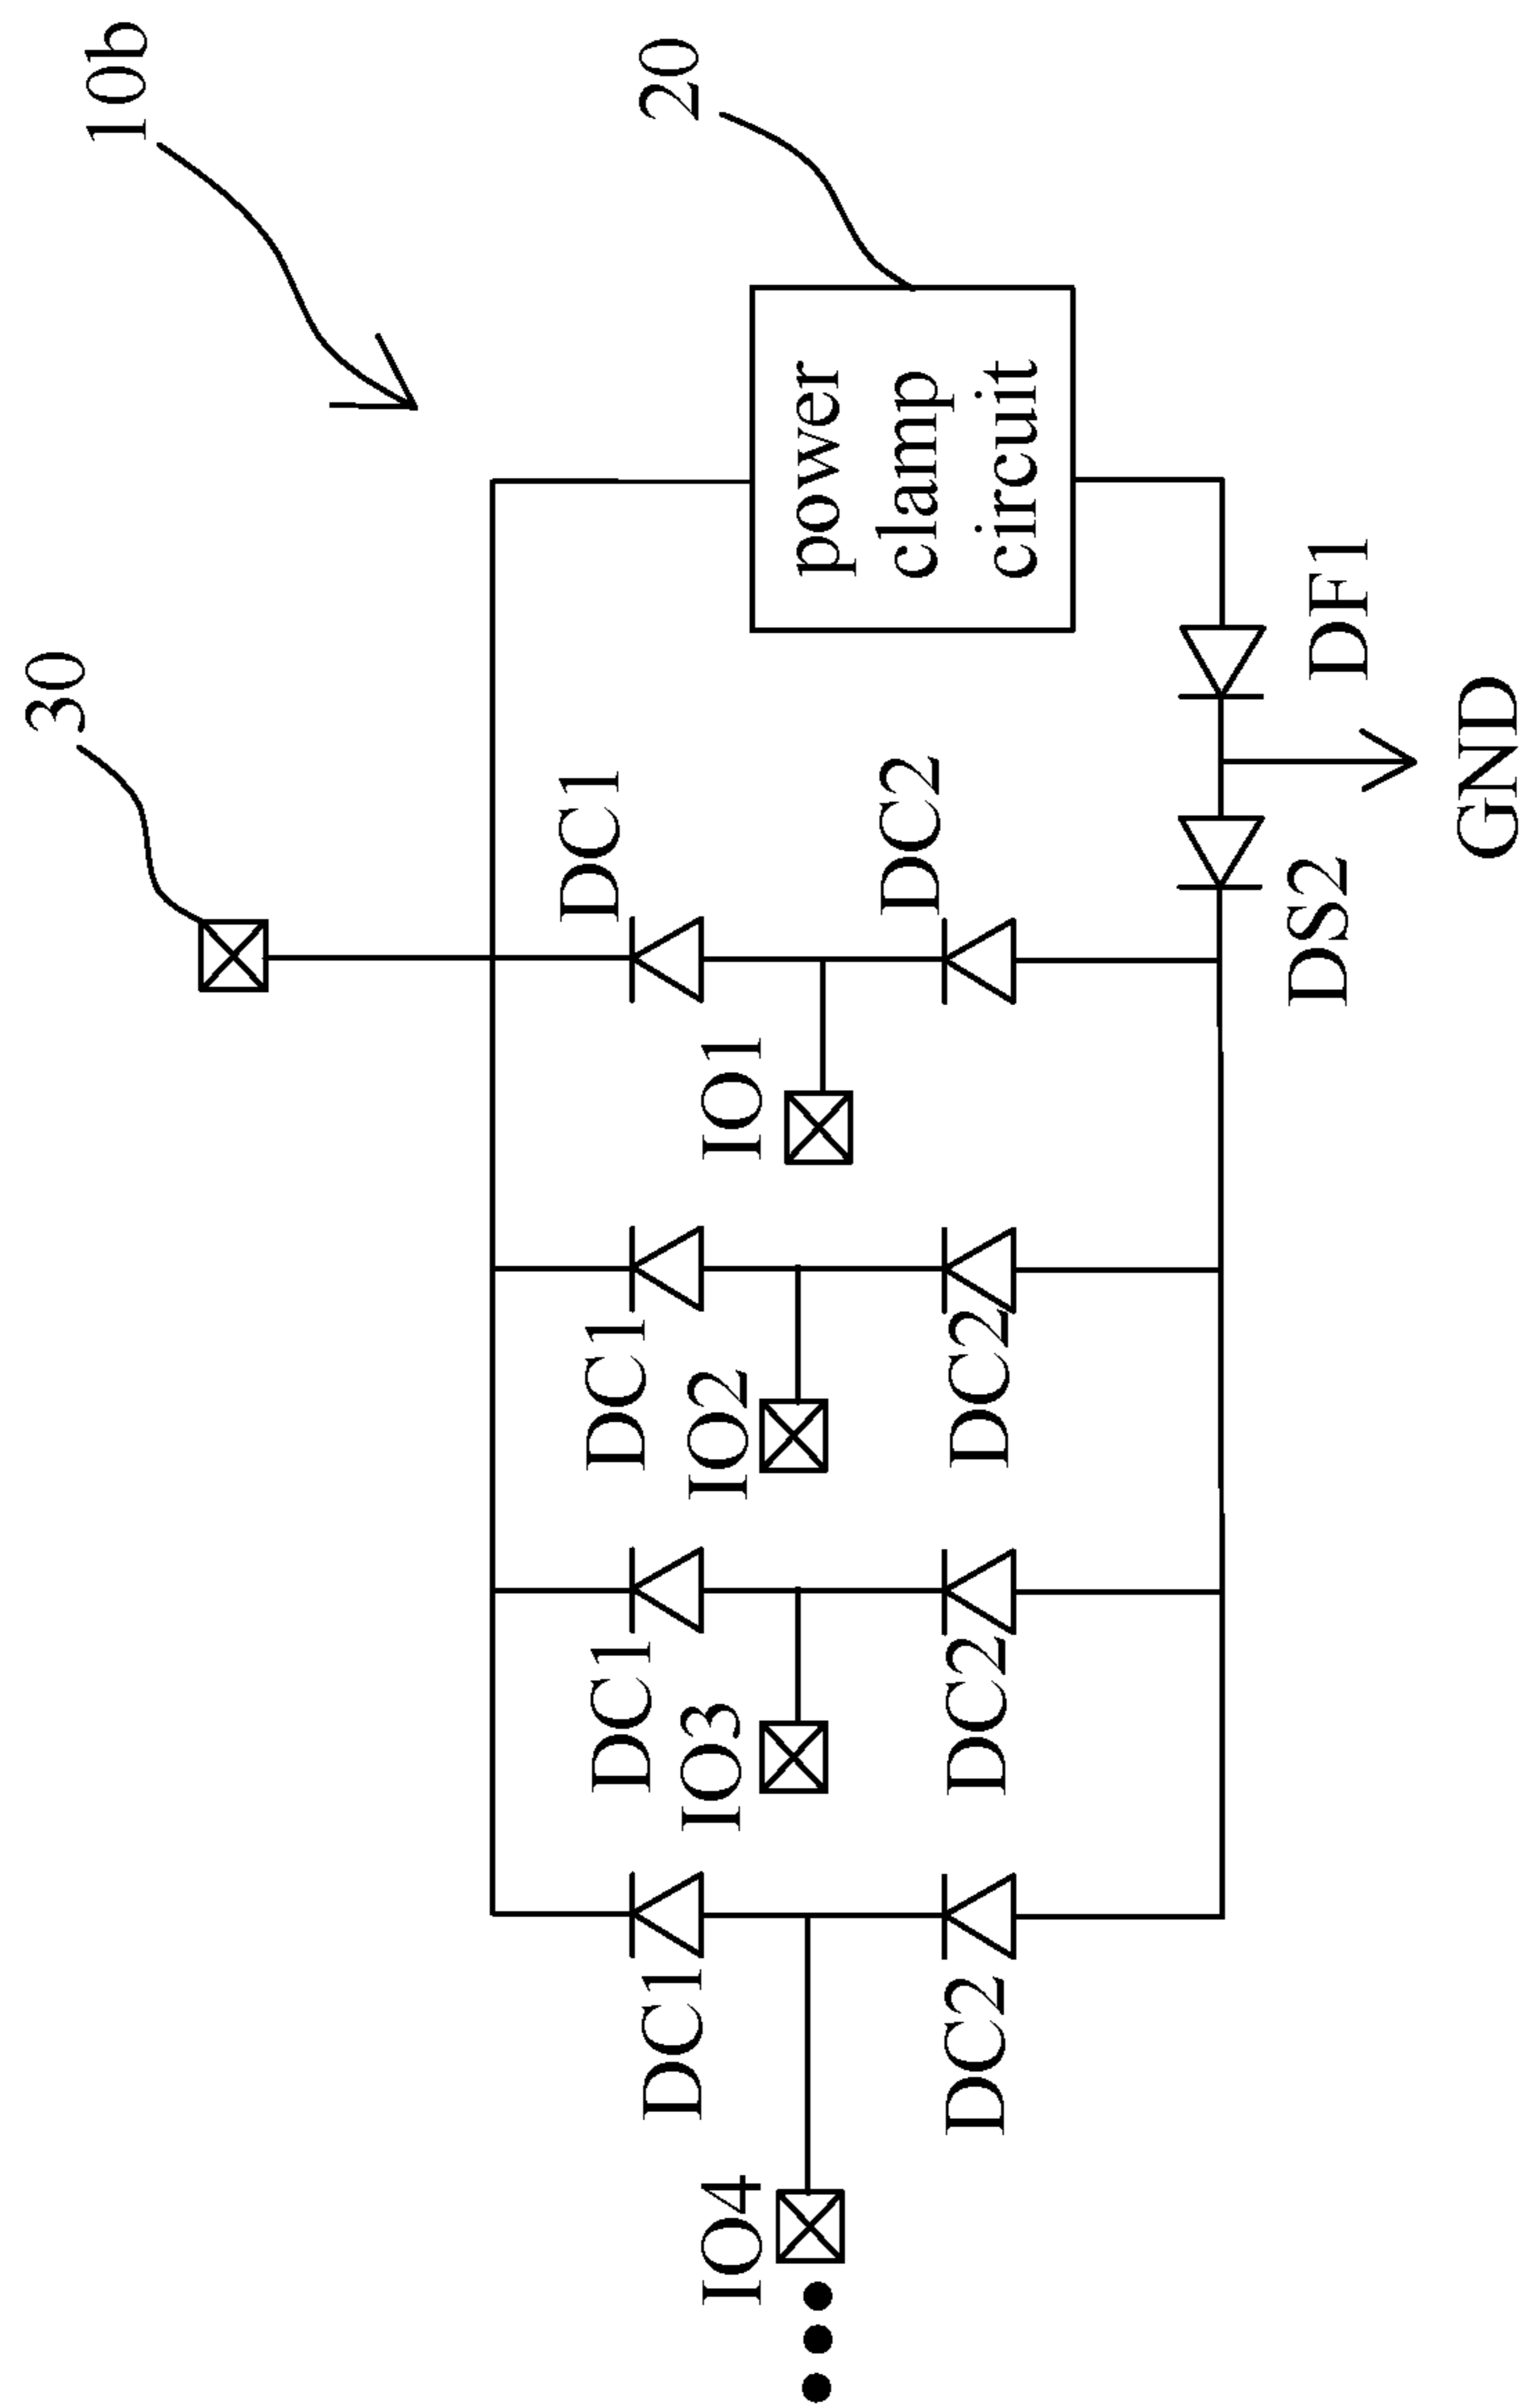 10b
20
30
power
clamp
circuit
DF1
GND
DS2
DC1
DC2
IO1
DC1
IO2
DC2
DC1
IO3
DC2
DC1
DC2
IO4